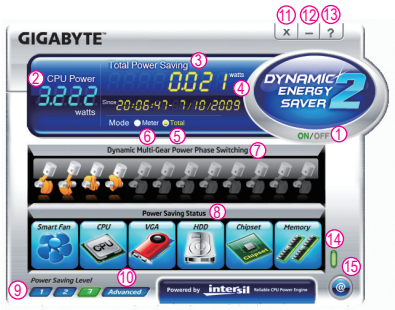 11 12 13
X – ?
GIGABYTE™
Total Power Saving 3
2 CPU Power 0.021 watts 4
3.222 watts
Since 20:06:47- 7/10/2009
Mode Meter Total
6 5
DYNAMIC ENERGY SAVER 2
ON/OFF 1
Dynamic Multi-Gear Power Phase Switching 7
Power Saving Status 8
Smart Fan CPU VGA HDD Chipset Memory
CPU Chipset
14
10 15
Power Saving Level
9 1 2 3 Advanced
Powered by intersil Reliable CPU Power Engine
@